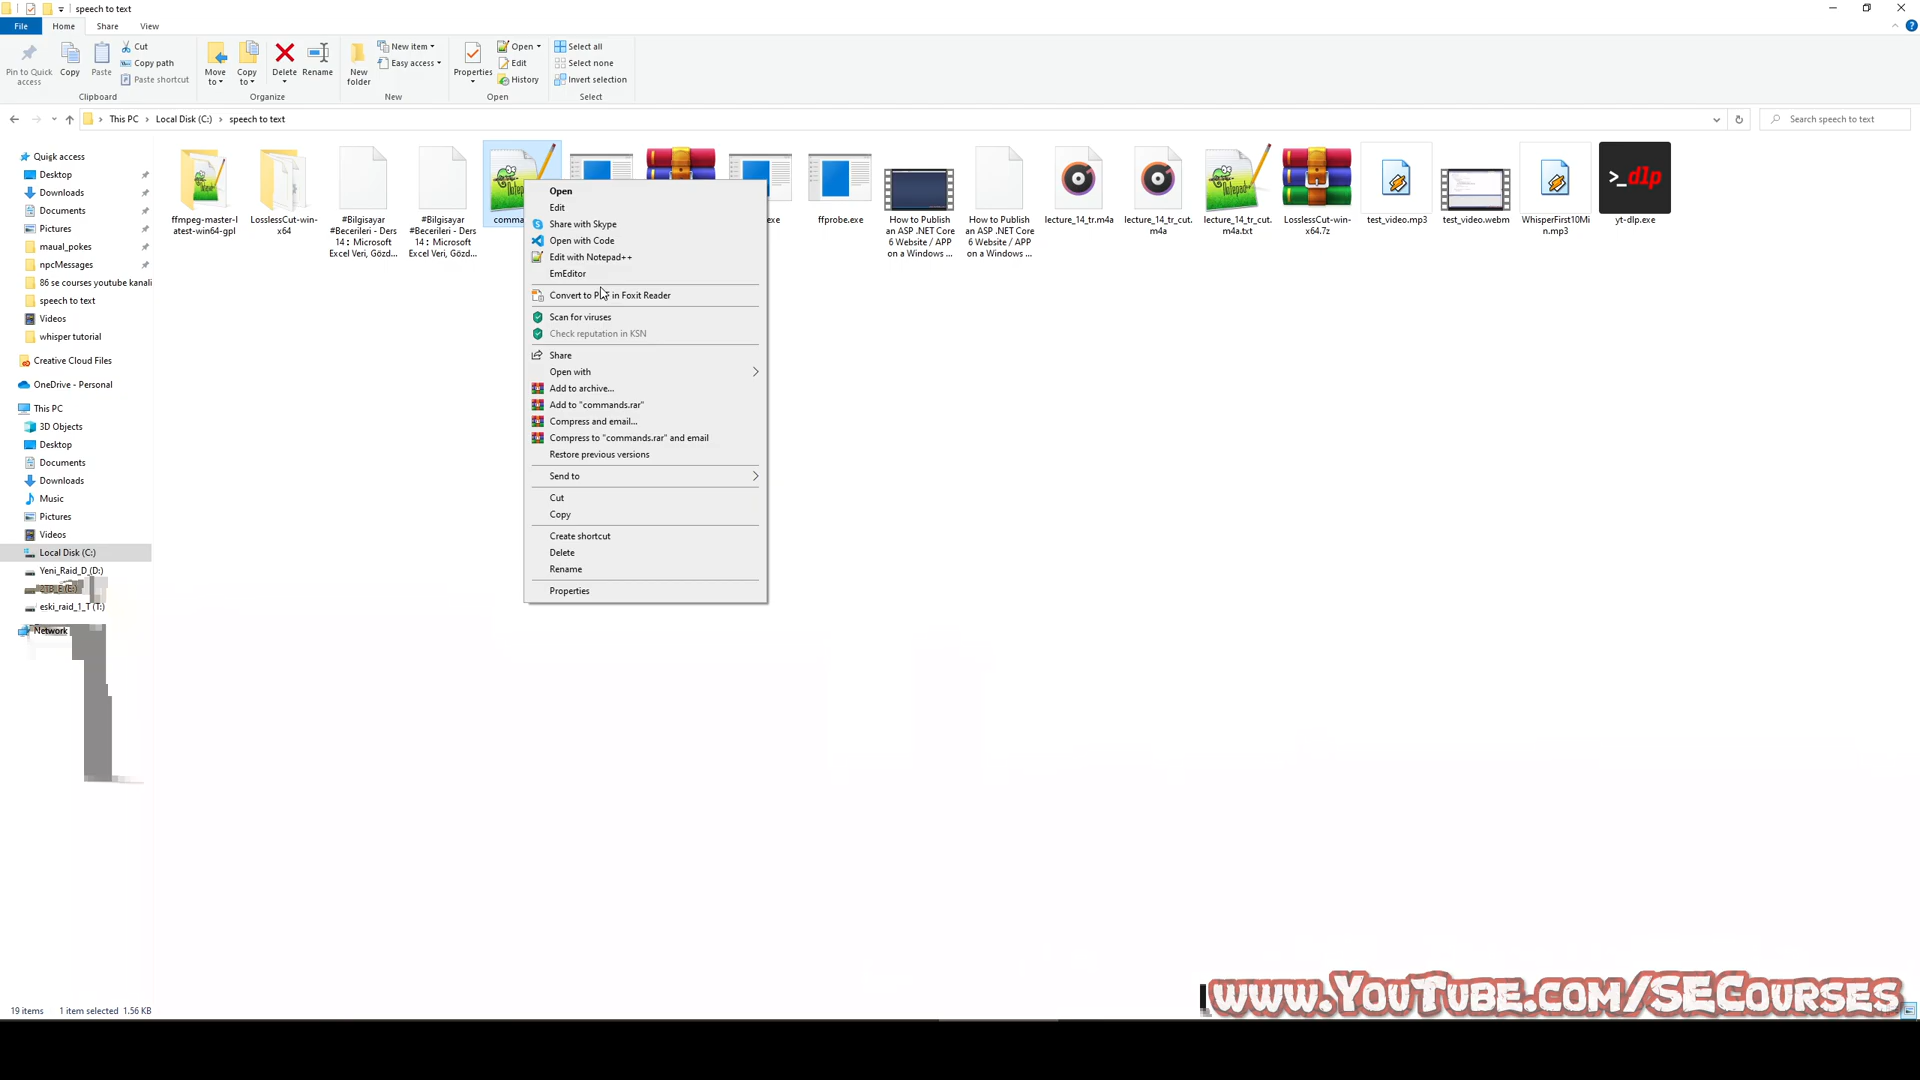 speech to text
File
Home
Share
View
Pin to Quick
access
Copy
Paste
Cut
Copy path
Paste shortcut
Clipboard
Move
to
Copy
to
Delete
Rename
Organize
New
folder
New item
Easy access
New
Properties
Open
Edit
History
Open
Select all
Select none
Invert selection
Select
This PC > Local Disk (C:) > speech to text
Search speech to text
Quick access
Desktop
Downloads
Documents
Pictures
maual_pokes
npcMessages
86 se courses youtube kanali
speech to text
Videos
whisper tutorial
Creative Cloud Files
OneDrive - Personal
This PC
3D Objects
Desktop
Documents
Downloads
Music
Pictures
Videos
Local Disk (C:)
Yeni_Raid_D (D:)
eski_raid_1_T (T:)
Network
ffmpeg-master-l
atest-win64-gpl
LosslessCut-win-
x64
#Bilgisayar
#Becerileri - Ders
14 : Microsoft
Excel Veri, Gözd...
#Bilgisayar
#Becerileri - Ders
14 : Microsoft
Excel Veri, Gözd...
comma
exe
ffprobe.exe
How to Publish
an ASP .NET Core
6 Website / APP
on a Windows ...
How to Publish
an ASP .NET Core
6 Website / APP
on a Windows ...
lecture_14_tr.m4a
lecture_14_tr_cut.
m4a
lecture_14_tr_cut.
m4a.txt
LosslessCut-win-
x64.7z
test_video.mp3
test_video.webm
WhisperFirst10Mi
n.mp3
>_dlp
yt-dlp.exe
Open
Edit
Share with Skype
Open with Code
Edit with Notepad++
EmEditor
Convert to PDF in Foxit Reader
Scan for viruses
Check reputation in KSN
Share
Open with
Add to archive...
Add to "commands.rar"
Compress and email...
Compress to "commands.rar" and email
Restore previous versions
Send to
Cut
Copy
Create shortcut
Delete
Rename
Properties
19 items
1 item selected 1.56 KB
www.YouTube.com/SECourses